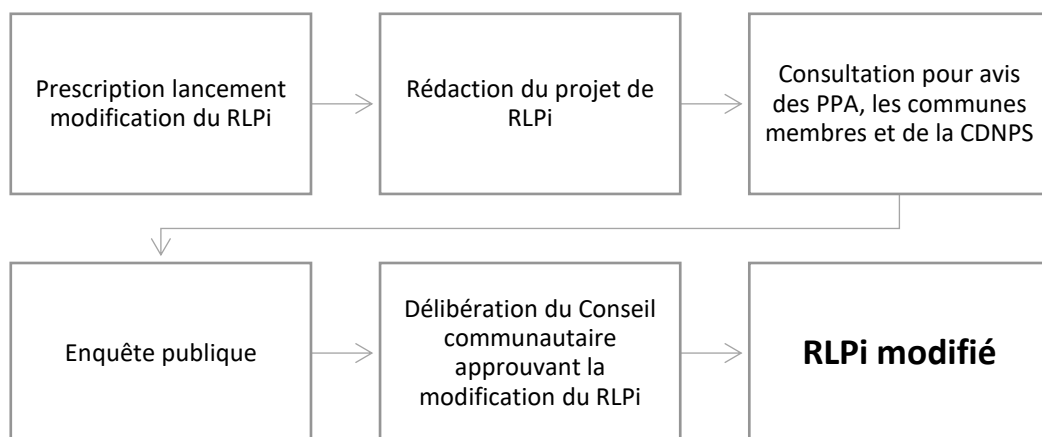 Prescription lancement
modification du RLPi
Rédaction du projet de
RLPi
Consultation pour avis
des PPA, les communes
membres et de la CDNPS
Enquête publique
Délibération du Conseil
communautaire
approuvant la
modification du RLPi
RLPi modifié